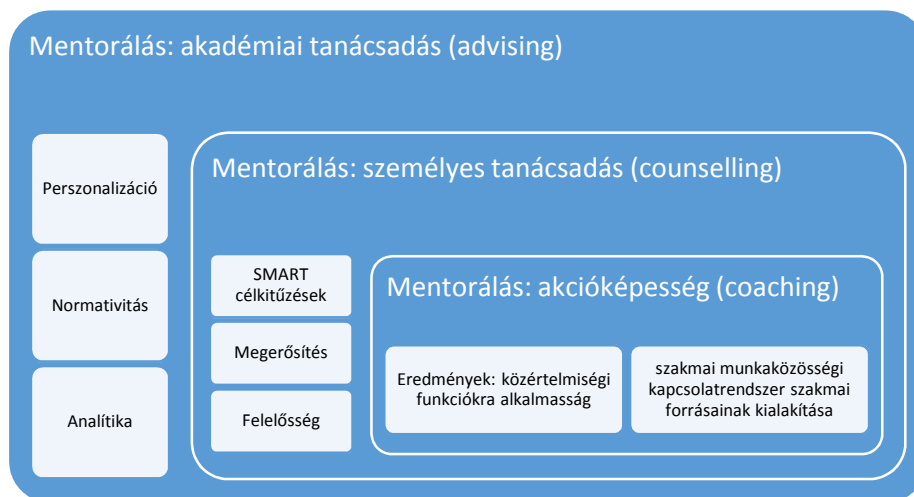 Mentorálás: akadémiai tanácsadás (advising)
Perszonalizáció
Normativitás
Analítika
Mentorálás: személyes tanácsadás (counselling)
SMART
célkitűzések
Megerősítés
Felelősség
Mentorálás: akcióképesség (coaching)
Eredmények: közértelmiségi
funkciókra alkalmasság
szakmai munkaközösségi
kapcsolatrendszer szakmai
forrásainak kialakítása